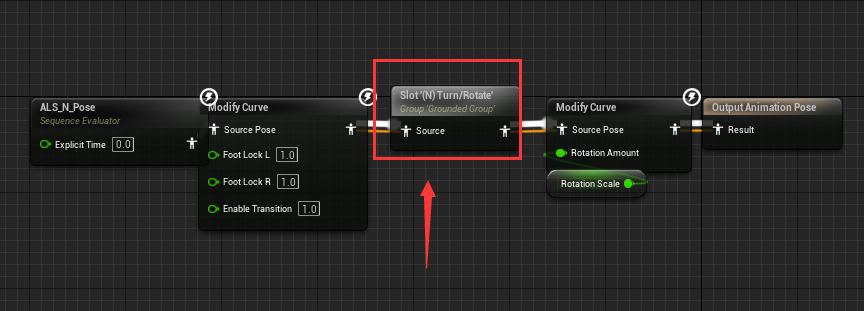 ALS_N_Pose
Sequence Evaluator
Explicit Time 0.0
Modify Curve
Source Pose
Foot Lock L 1.0
Foot Lock R 1.0
Enable Transition 1.0
Slot '(N) Turn/Rotate'
Group 'Grounded Group'
Source
Modify Curve
Source Pose
Rotation Amount
Rotation Scale
Output Animation Pose
Result